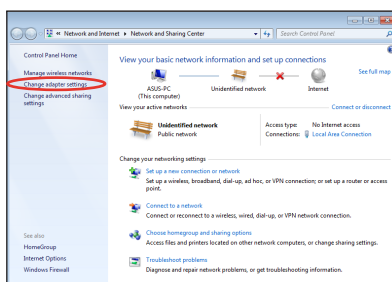 « Network and Internet ▸ Network and Sharing Center
Search Control Panel
Control Panel Home
Manage wireless networks
Change adapter settings
Change advanced sharing
settings
See also
HomeGroup
Internet Options
Windows Firewall
View your basic network information and set up connections
See full map
ASUS-PC
(This computer)
Unidentified network
Internet
View your active networks
Connect or disconnect
Unidentified network
Public network
Access type: No Internet access
Connections: Local Area Connection
Change your networking settings
Set up a new connection or network
Set up a wireless, broadband, dial-up, ad hoc, or VPN connection; or set up a router or access
point.
Connect to a network
Connect or reconnect to a wireless, wired, dial-up, or VPN network connection.
Choose homegroup and sharing options
Access files and printers located on other network computers, or change sharing settings.
Troubleshoot problems
Diagnose and repair network problems, or get troubleshooting information.